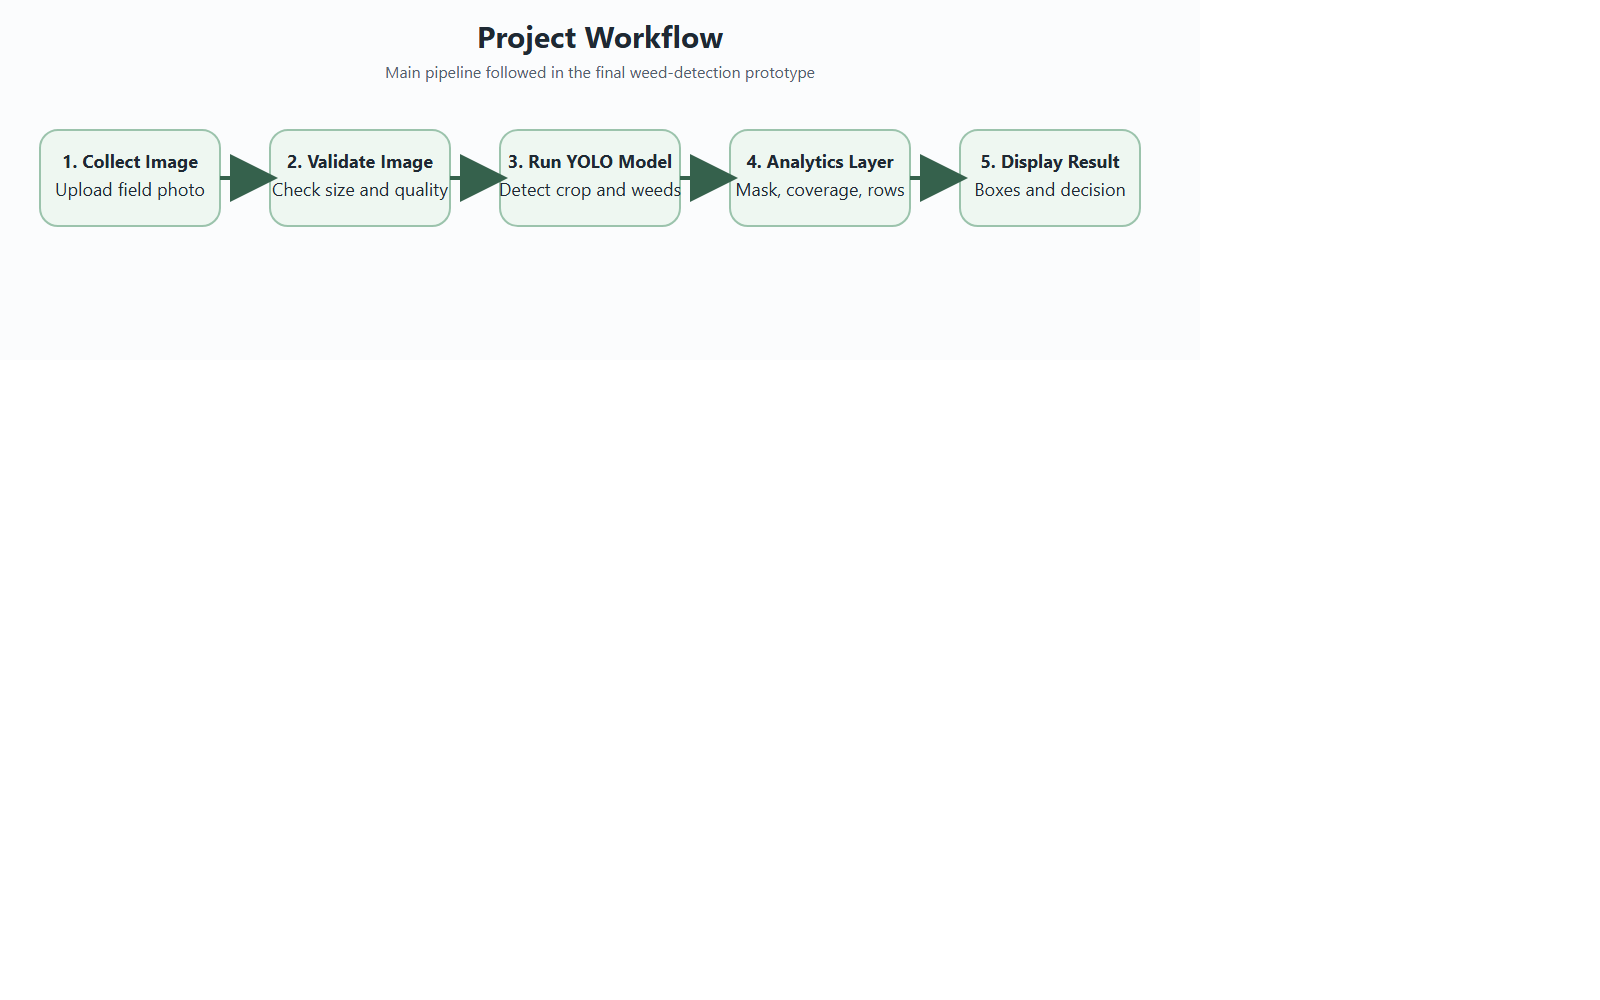 Project Workflow
Main pipeline followed in the final weed-detection prototype
1. Collect Image
Upload field photo
2. Validate Image
Check size and quality
3. Run YOLO Model
Detect crop and weeds
4. Analytics Layer
Mask, coverage, rows
5. Display Result
Boxes and decision